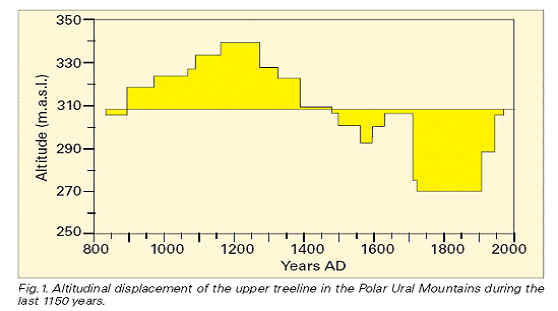 350
330
310
290
270
250
Altitude (m.a.s.l.)
800 1000 1200 1400 1600 1800 2000
Years AD
Fig.1. Altitudinal displacement of the upper treeline in the Polar Ural Mountains during the
last 1150 years.